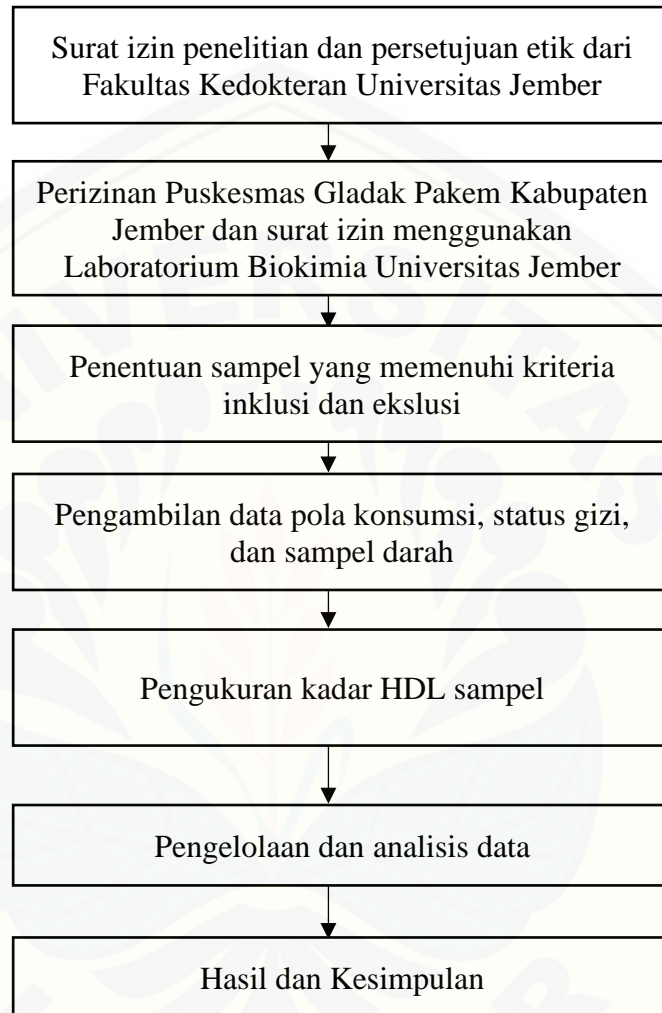 Surat izin penelitian dan persetujuan etik dari
Fakultas Kedokteran Universitas Jember
Perizinan Puskesmas Gladak Pakem Kabupaten
Jember dan surat izin menggunakan
Laboratorium Biokimia Universitas Jember
Penentuan sampel yang memenuhi kriteria
inklusi dan ekslusi
Pengambilan data pola konsumsi, status gizi,
dan sampel darah
Pengukuran kadar HDL sampel
Pengelolaan dan analisis data
Hasil dan Kesimpulan